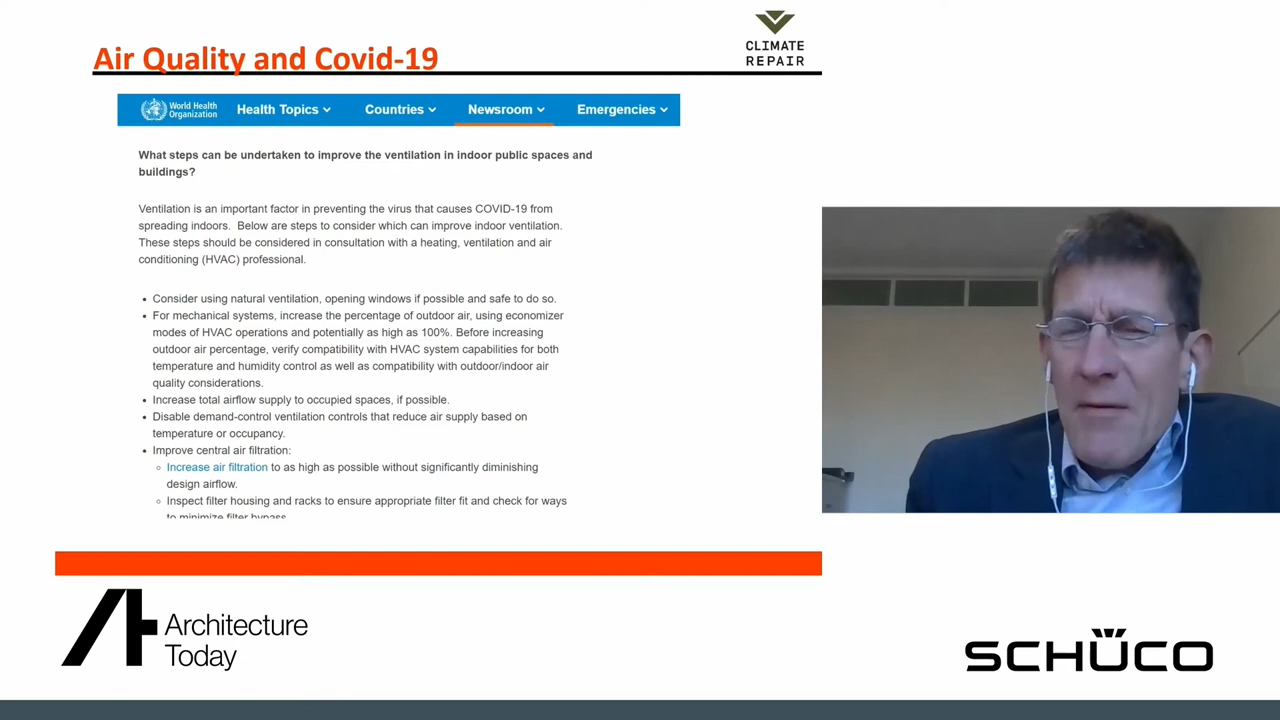 Air Quality and Covid-19
CLIMATE
REPAIR
World Health
Organization
Health Topics
Countries
Newsroom
Emergencies
What steps can be undertaken to improve the ventilation in indoor public spaces and
buildings?
Ventilation is an important factor in preventing the virus that causes COVID-19 from
spreading indoors. Below are steps to consider which can improve indoor ventilation.
These steps should be considered in consultation with a heating, ventilation and air
conditioning (HVAC) professional.
• Consider using natural ventilation, opening windows if possible and safe to do so.
• For mechanical systems, increase the percentage of outdoor air, using economizer
modes of HVAC operations and potentially as high as 100%. Before increasing
outdoor air percentage, verify compatibility with HVAC system capabilities for both
temperature and humidity control as well as compatibility with outdoor/indoor air
quality considerations.
• Increase total airflow supply to occupied spaces, if possible.
• Disable demand-control ventilation controls that reduce air supply based on
temperature or occupancy.
• Improve central air filtration:
◦ Increase air filtration to as high as possible without significantly diminishing
design airflow.
◦ Inspect filter housing and racks to ensure appropriate filter fit and check for ways
to minimize filter bypass
Architecture
Today
SCHÜCO